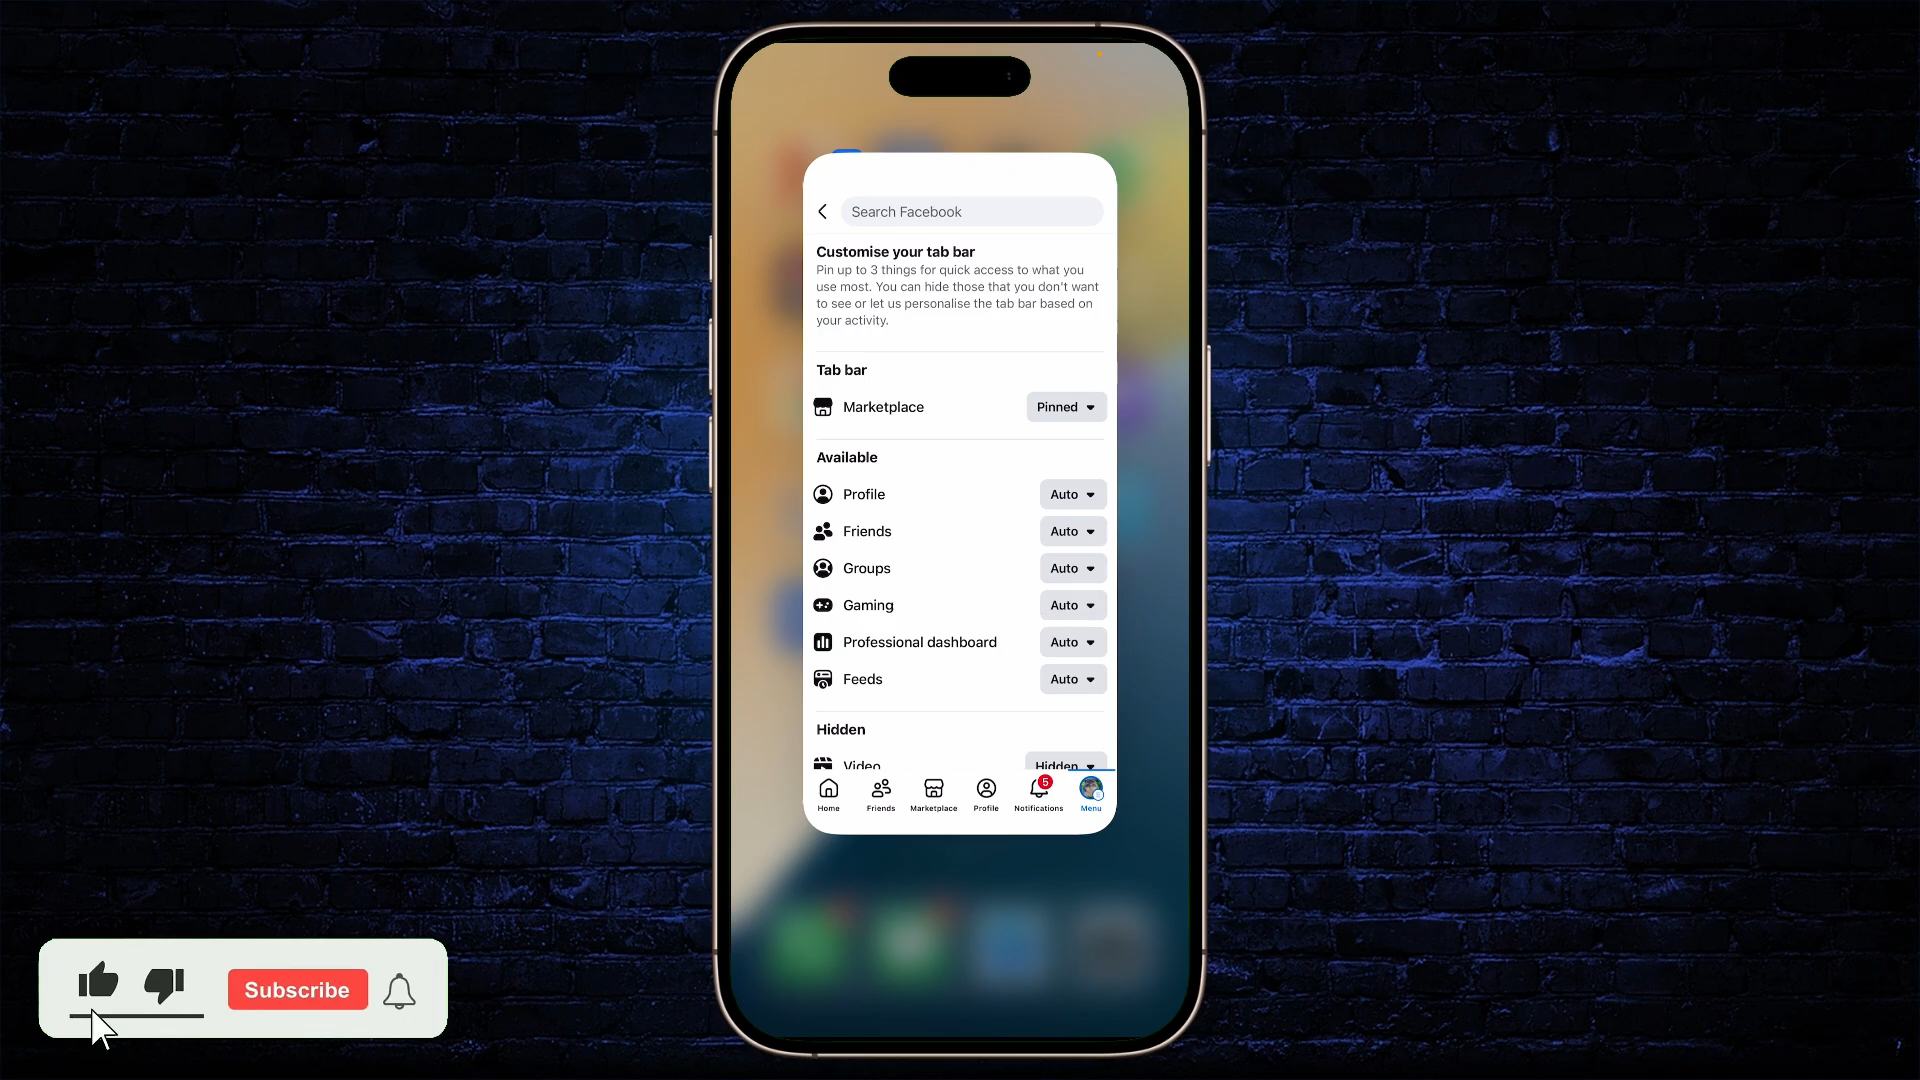 Search Facebook
Customise your tab bar
Pin up to 3 things for quick access to what you
use most. You can hide those that you don't want
to see or let us personalise the tab bar based on
your activity.
Tab bar
Marketplace Pinned
Available
Profile Auto
Friends Auto
Groups Auto
Gaming Auto
Professional dashboard Auto
Feeds Auto
Hidden
Video Hidden
5
Home Friends Marketplace Profile Notifications Menu
Subscribe